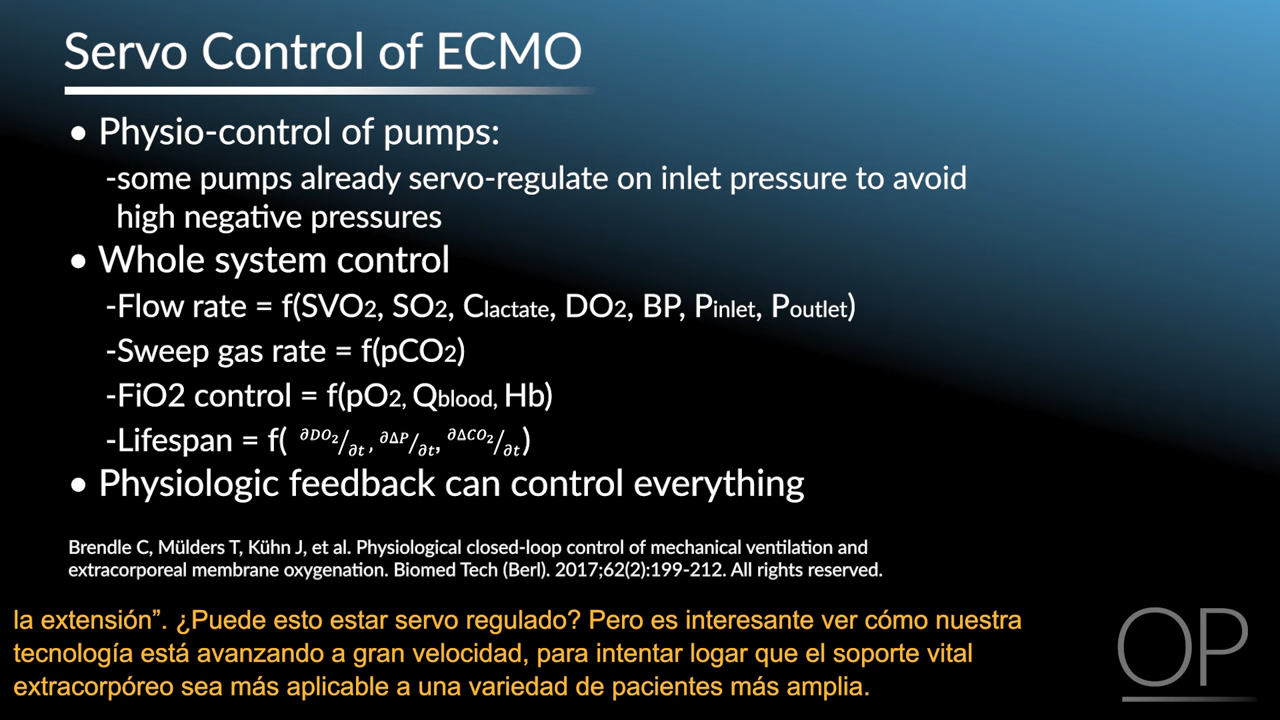 Servo Control of ECMO
• Physio-control of pumps:
-some pumps already servo-regulate on inlet pressure to avoid
high negative pressures
• Whole system control
-Flow rate = f(SVO₂, SO₂, Clactate, DO₂, BP, Pinlet, Poutlet)
-Sweep gas rate = f(pCO₂)
-FiO2 control = f(pO₂, Qblood, Hb)
-Lifespan = f( ∂DO₂/∂t, ∂ΔP/∂t, ∂ΔCO₂/∂t)
• Physiologic feedback can control everything
Brendle C, Mülders T, Kühn J, et al. Physiological closed-loop control of mechanical ventilation and
extracorporeal membrane oxygenation. Biomed Tech (Berl). 2017;62(2):199-212. All rights reserved.
la extensión”. ¿Puede esto estar servo regulado? Pero es interesante ver cómo nuestra
tecnología está avanzando a gran velocidad, para intentar logar que el soporte vital
extracorpóreo sea más aplicable a una variedad de pacientes más amplia.
OP